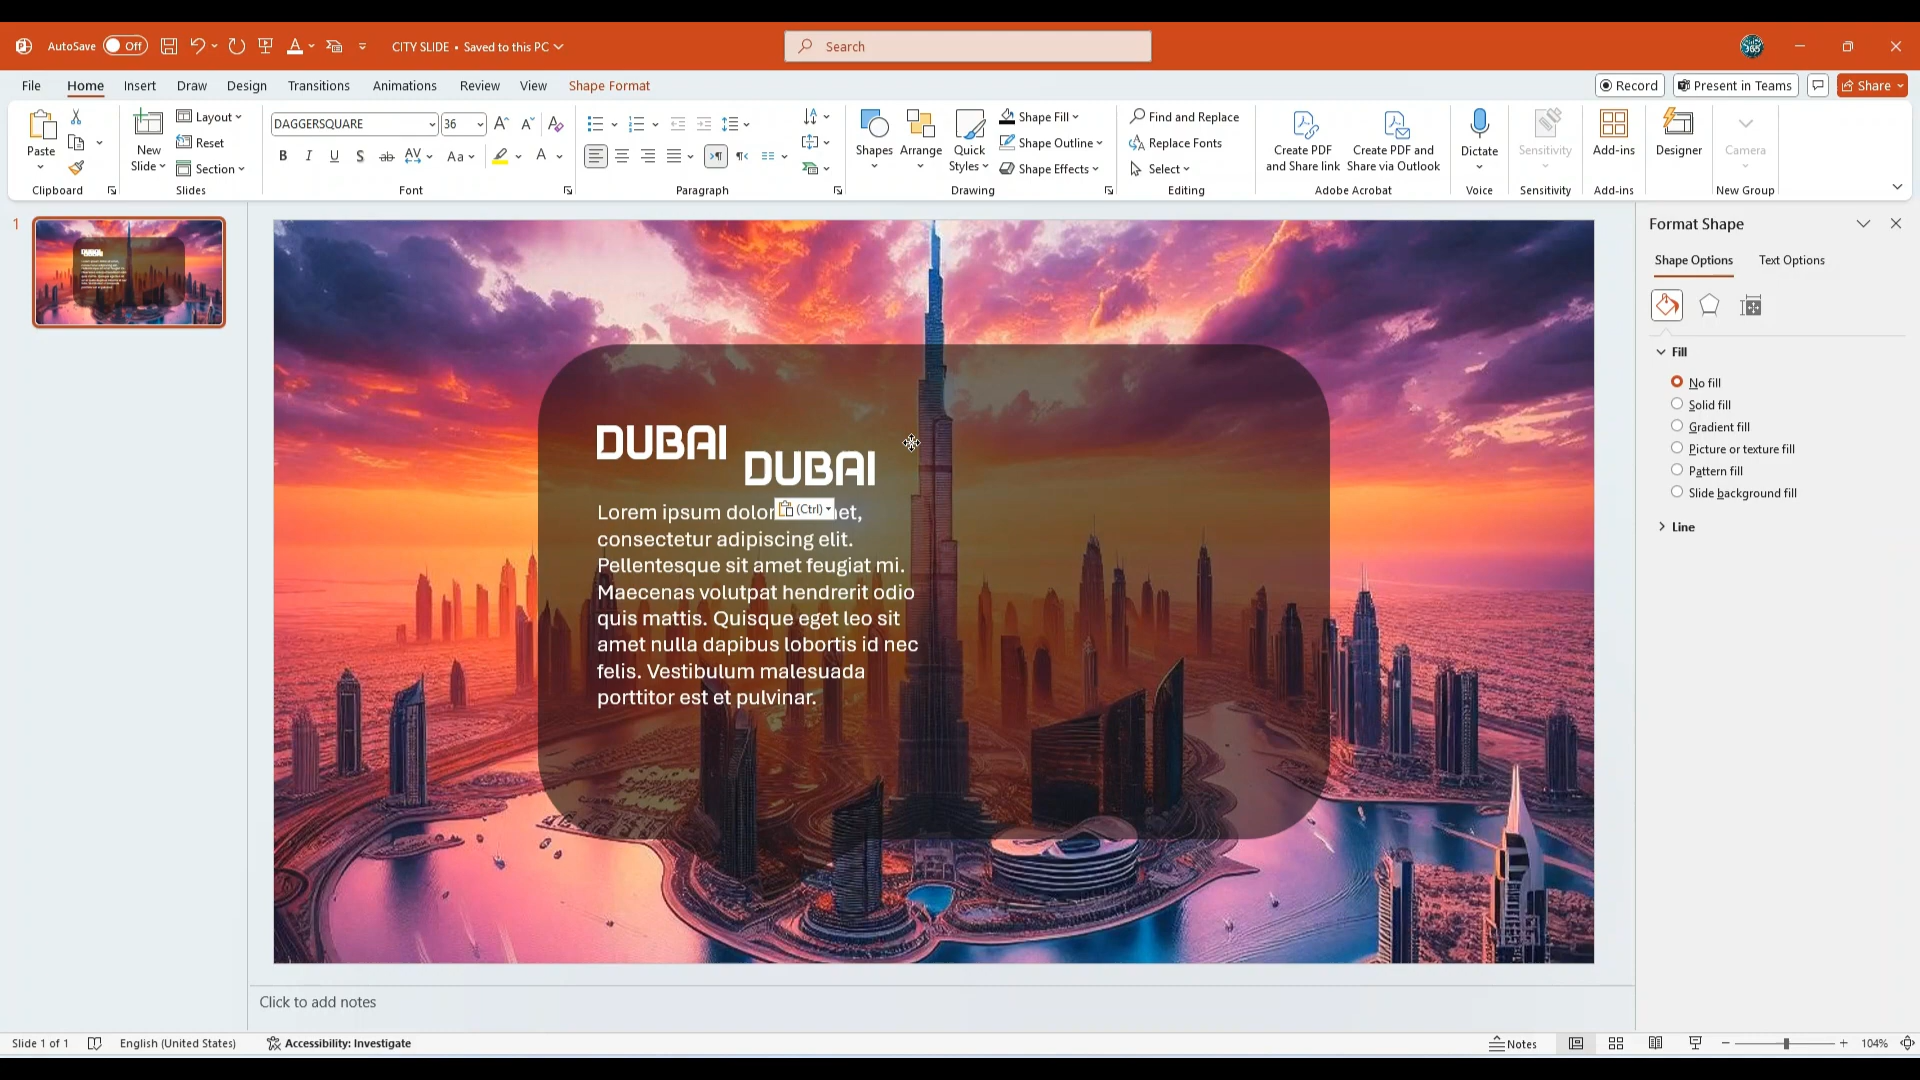 AutoSave Off CITY SLIDE • Saved to this PC Search
File Home Insert Draw Design Transitions Animations Review View Shape Format Record Present in Teams Share
Paste
Clipboard
New Slide
Layout
Reset
Section
Slides
DAGGERSQUARE 36
B I U S ab AV Aa A
Font
Paragraph
Shapes
Arrange
Quick Styles
Shape Fill
Shape Outline
Shape Effects
Drawing
Find and Replace
Replace Fonts
Select
Editing
Create PDF and Share link
Create PDF and Share via Outlook
Adobe Acrobat
Dictate
Voice
Sensitivity
Sensitivity
Add-ins
Add-ins
Designer
Camera
New Group
1
DUBAI
DUBAI
(Ctrl)
Lorem ipsum dolor et,
consectetur adipiscing elit.
Pellentesque sit amet feugiat mi.
Maecenas volutpat hendrerit odio
quis mattis. Quisque eget leo sit
amet nulla dapibus lobortis id nec
felis. Vestibulum malesuada
porttitor est et pulvinar.
Format Shape
Shape Options Text Options
Fill
No fill
Solid fill
Gradient fill
Picture or texture fill
Pattern fill
Slide background fill
Line
Click to add notes
Slide 1 of 1 English (United States) Accessibility: Investigate Notes 104%